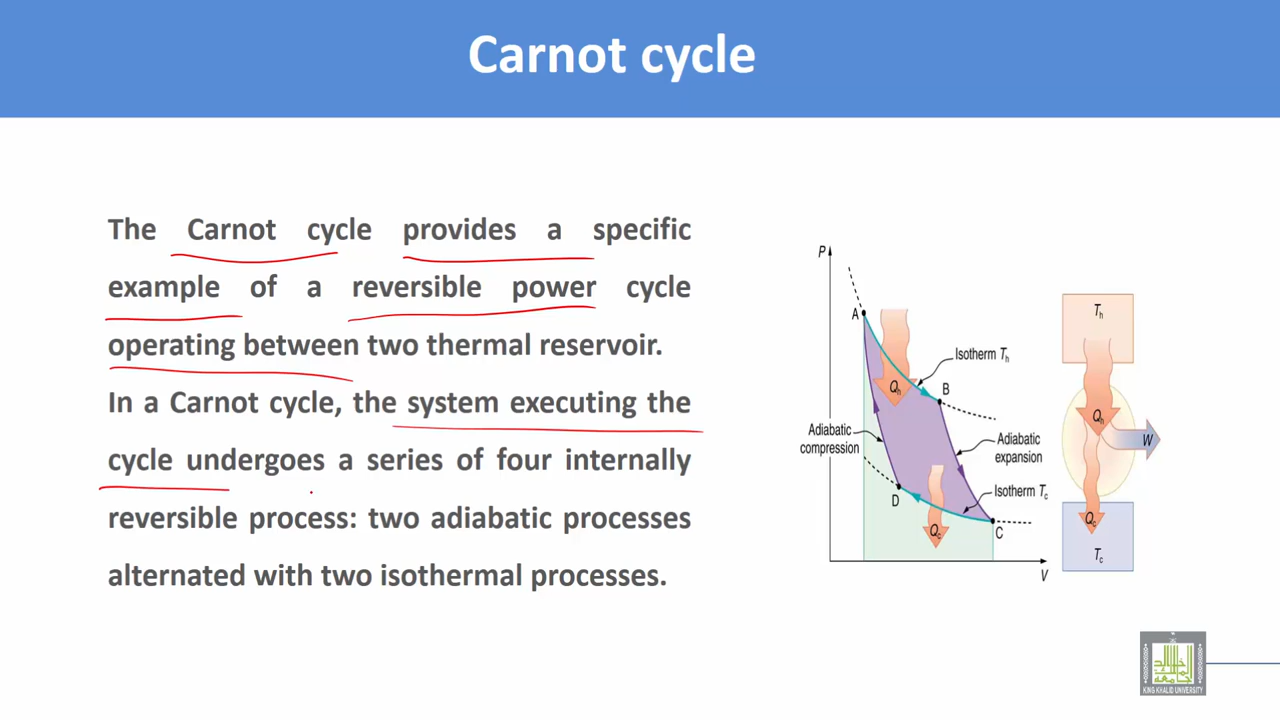 Carnot cycle
The Carnot cycle provides a specific
example of a reversible power cycle
operating between two thermal reservoir.
In a Carnot cycle, the system executing the
cycle undergoes a series of four internally
reversible process: two adiabatic processes
alternated with two isothermal processes.
P
A
Isotherm Th
Qh
B
Adiabatic
compression
Adiabatic
expansion
D
Isotherm Tc
Qc
C
V
Th
Qh
W
Qc
Tc
KING KHALID UNIVERSITY